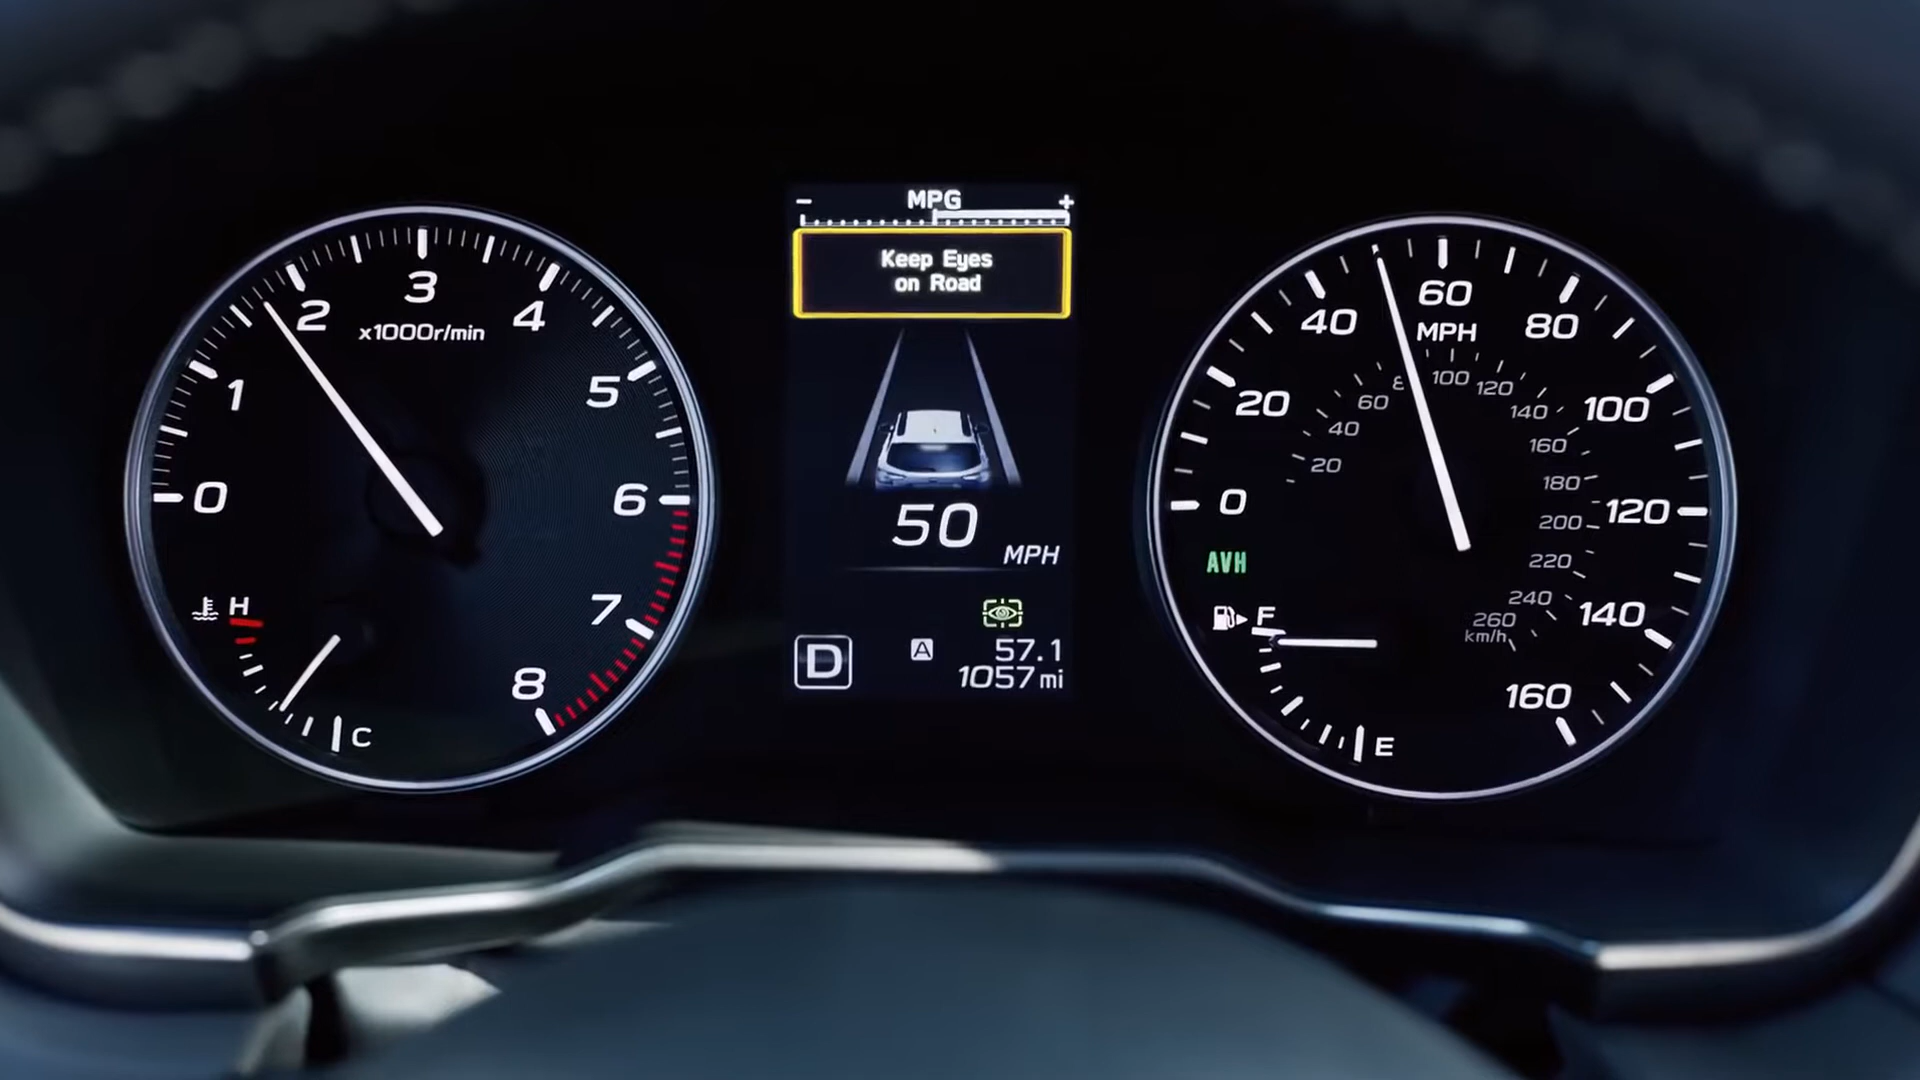 0
1
2
3
4
5
6
7
8
x1000r/min
H
C
- MPG +
Keep Eyes
on Road
50
MPH
D
A 57.1
1057 mi
0
20
40
60
80
100
120
140
160
MPH
20
40
60
100
120
140
160
180
200
220
240
260
km/h
AVH
F
E